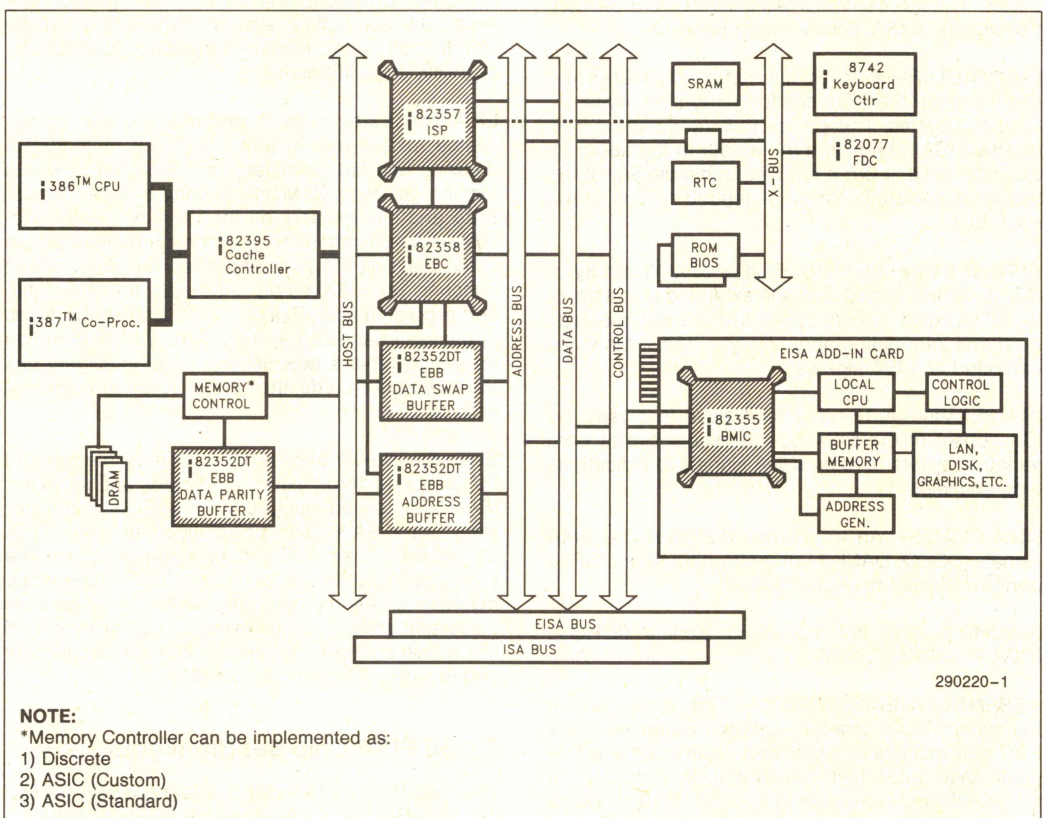 i386™ CPU
i387™ Co-Proc.
i82395
Cache
Controller
MEMORY*
CONTROL
DRAM
i82352DT
EBB
DATA PARITY
BUFFER
HOST BUS
i82357
ISP
i82358
EBC
i82352DT
EBB
DATA SWAP
BUFFER
i82352DT
EBB
ADDRESS
BUFFER
ADDRESS BUS
DATA BUS
CONTROL BUS
SRAM
RTC
ROM
BIOS
X-BUS
i8742
Keyboard
Ctlr
i82077
FDC
EISA ADD-IN CARD
i82355
BMIC
LOCAL
CPU
CONTROL
LOGIC
BUFFER
MEMORY
LAN,
DISK,
GRAPHICS, ETC.
ADDRESS
GEN.
EISA BUS
ISA BUS
290220-1
NOTE:
*Memory Controller can be implemented as:
1) Discrete
2) ASIC (Custom)
3) ASIC (Standard)